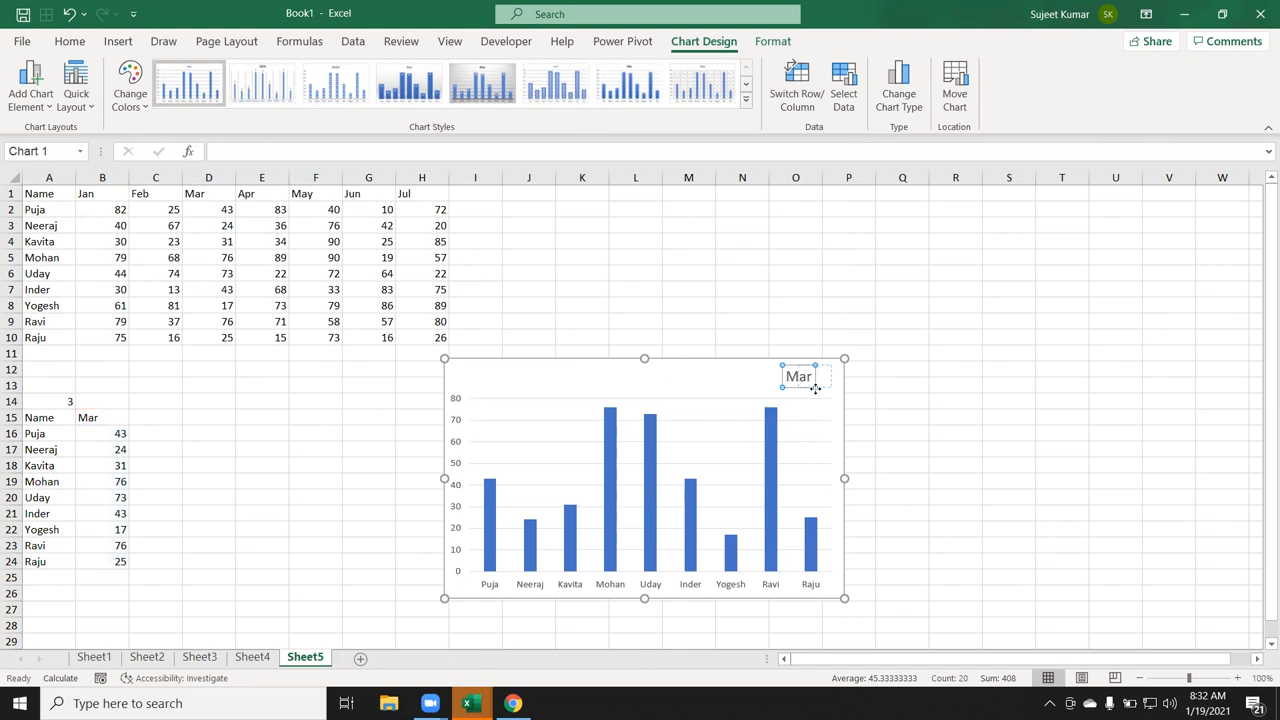 Book1 - Excel
Search
Sujeet Kumar
SK
File Home Insert Draw Page Layout Formulas Data Review View Developer Help Power Pivot Chart Design Format
Share
Comments
Add Chart Element
Quick Layout
Change Colors
Switch Row/ Column
Select Data
Change Chart Type
Move Chart
Chart Layouts
Chart Styles
Data
Type
Location
Chart 1
fx
A B C D E F G H I J K L M N O P Q R S T U V W
1 Name Jan Feb Mar Apr May Jun Jul
2 Puja 82 25 43 83 40 10 72
3 Neeraj 40 67 24 36 76 42 20
4 Kavita 30 23 31 34 90 25 85
5 Mohan 79 68 76 89 90 19 57
6 Uday 44 74 73 22 72 64 22
7 Inder 30 13 43 68 33 83 75
8 Yogesh 61 81 17 73 79 86 89
9 Ravi 79 37 76 71 58 57 80
10 Raju 75 16 25 15 73 16 26
11
12
13
14 3
15 Name Mar
16 Puja 43
17 Neeraj 24
18 Kavita 31
19 Mohan 76
20 Uday 73
21 Inder 43
22 Yogesh 17
23 Ravi 76
24 Raju 25
25
26
27
28
29
Mar
80
70
60
50
40
30
20
10
0
Puja Neeraj Kavita Mohan Uday Inder Yogesh Ravi Raju
Sheet1 Sheet2 Sheet3 Sheet4 Sheet5
Ready Calculate Accessibility: Investigate Average: 45.33333333 Count: 20 Sum: 408 100%
Type here to search
8:32 AM
1/19/2021
21